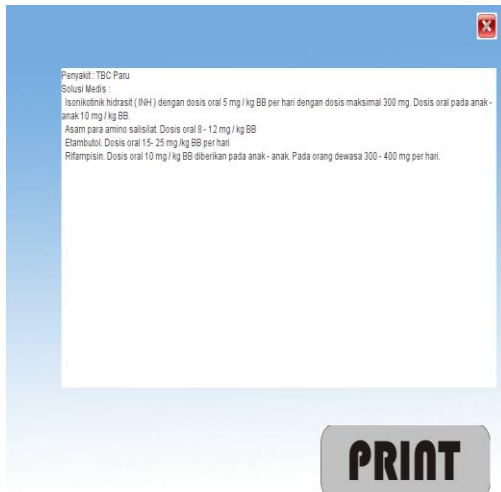 Penyakit : TBC Paru
Solusi Medis :
Isonikotinik hidrasit ( INH ) dengan dosis oral 5 mg / kg BB per hari dengan dosis maksimal 300 mg. Dosis oral pada anak -
anak 10 mg / kg BB.
Asam para amino salisilat. Dosis oral 8 - 12 mg / kg BB
Etambutol. Dosis oral 15- 25 mg /kg BB per hari
Rifampisin. Dosis oral 10 mg / kg BB diberikan pada anak - anak. Pada orang dewasa 300 - 400 mg per hari.
PRINT